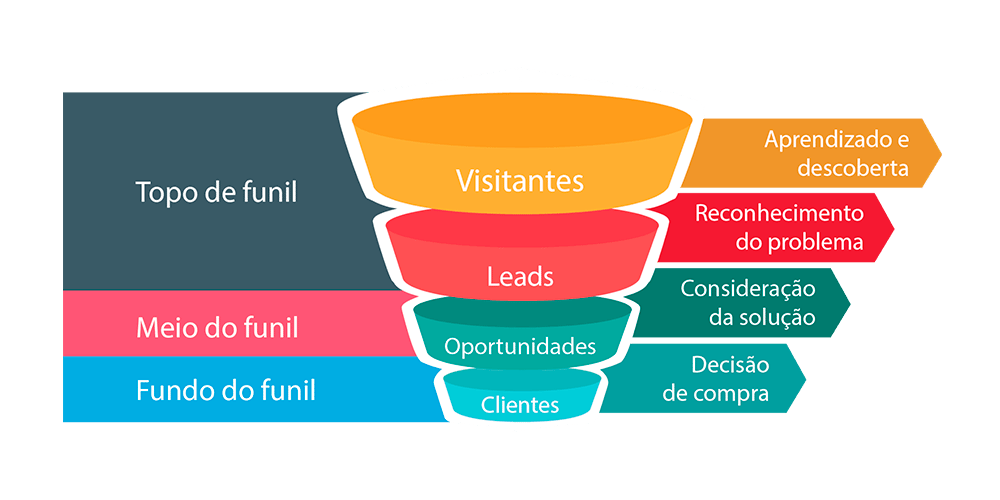 Topo de funil
Visitantes
Aprendizado e
descoberta
Leads
Reconhecimento
do problema
Meio do funil
Oportunidades
Consideração
da solução
Fundo do funil
Clientes
Decisão
de compra